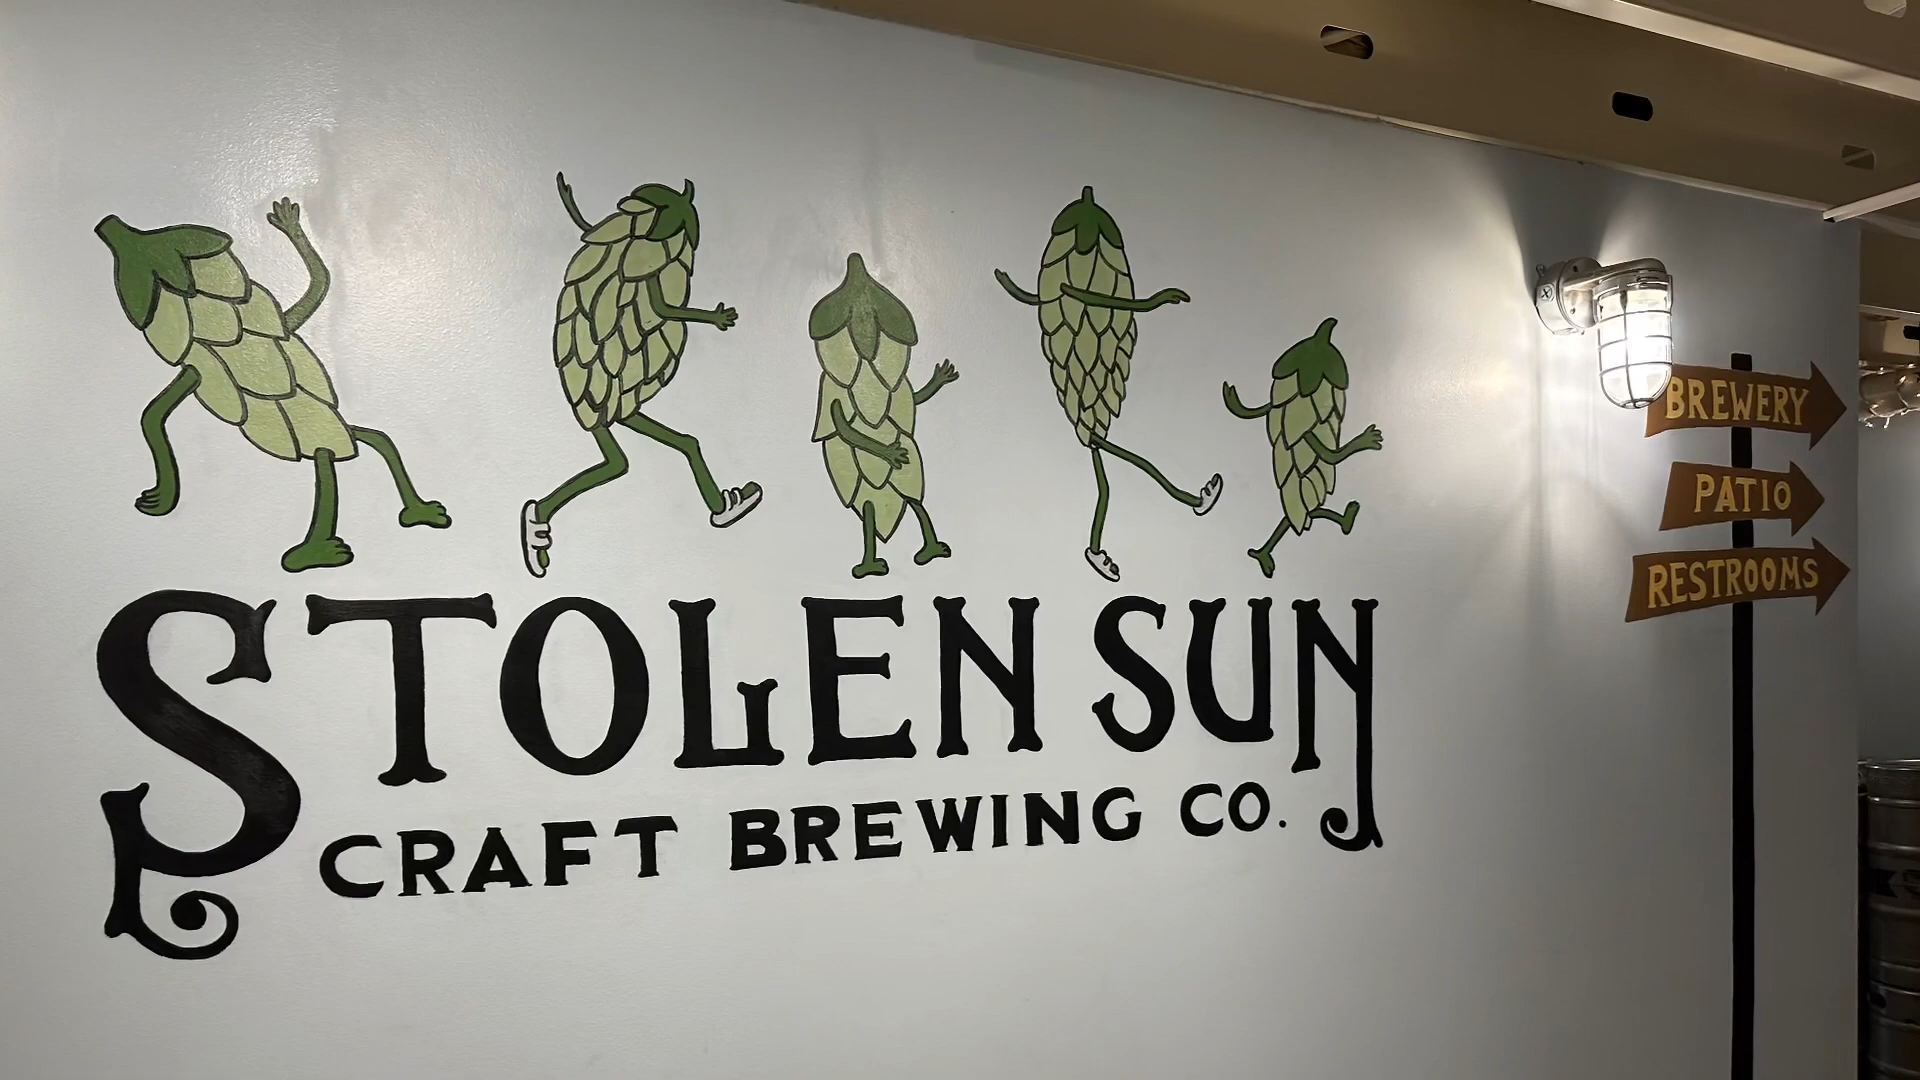 STOLEN SUN
CRAFT BREWING CO.
BREWERY
PATIO
RESTROOMS